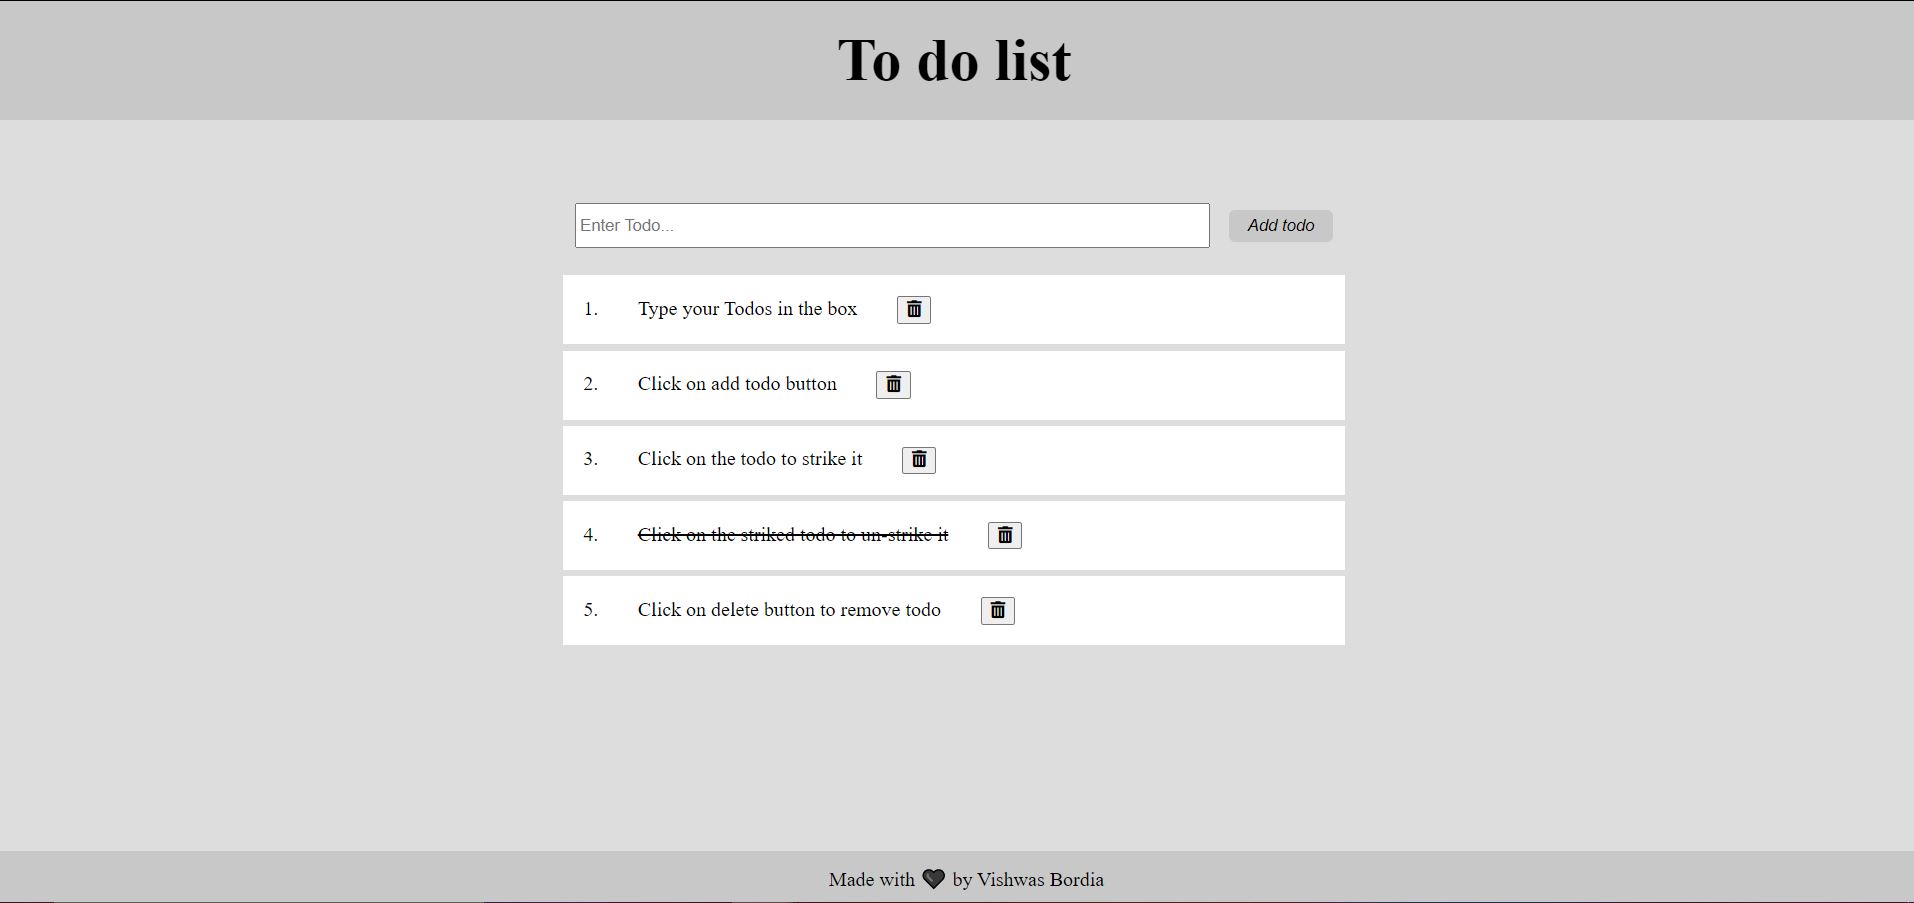 To do list
Enter Todo...
Add todo
1. Type your Todos in the box
2. Click on add todo button
3. Click on the todo to strike it
4. Click on the striked todo to un-strike it
5. Click on delete button to remove todo
Made with 🖤 by Vishwas Bordia